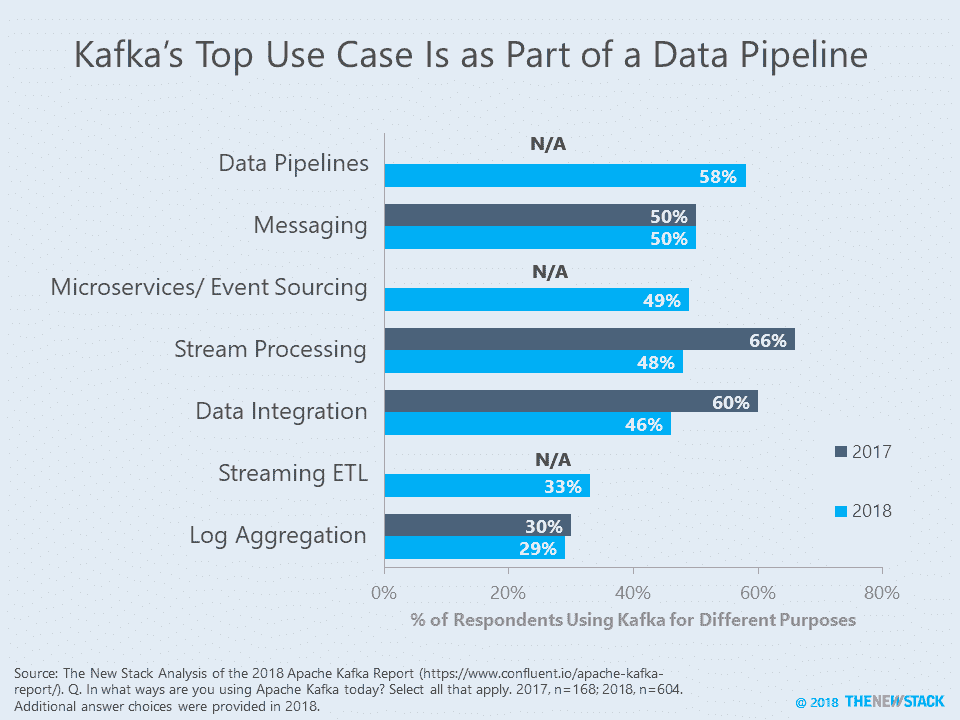 Kafka's Top Use Case Is as Part of a Data Pipeline
N/A
Data Pipelines
58%
Messaging
50%
50%
N/A
Microservices/ Event Sourcing
49%
Stream Processing
66%
48%
Data Integration
60%
46%
N/A
Streaming ETL
33%
Log Aggregation
30%
29%
2017
2018
0%
20%
40%
60%
80%
% of Respondents Using Kafka for Different Purposes
Source: The New Stack Analysis of the 2018 Apache Kafka Report (https://www.confluent.io/apache-kafka-
report/). Q. In what ways are you using Apache Kafka today? Select all that apply. 2017, n=168; 2018, n=604.
Additional answer choices were provided in 2018.
@ 2018 THENEWSTACK